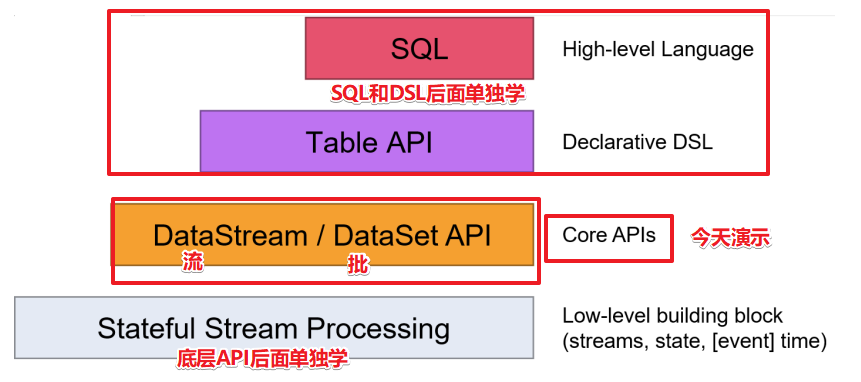 SQL
High-level Language
SQL和DSL后面单独学
Table API
Declarative DSL
DataStream / DataSet API
Core APIs
今天演示
流
批
Stateful Stream Processing
Low-level building block
(streams, state, [event] time)
底层API后面单独学